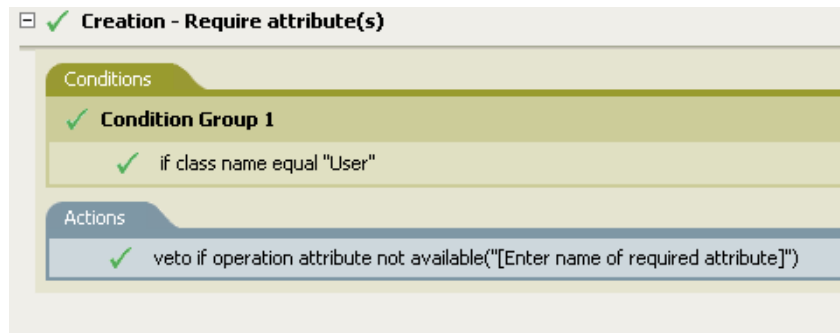 Creation - Require attribute(s)
Conditions
Condition Group 1
if class name equal "User"
Actions
veto if operation attribute not available("[Enter name of required attribute]")